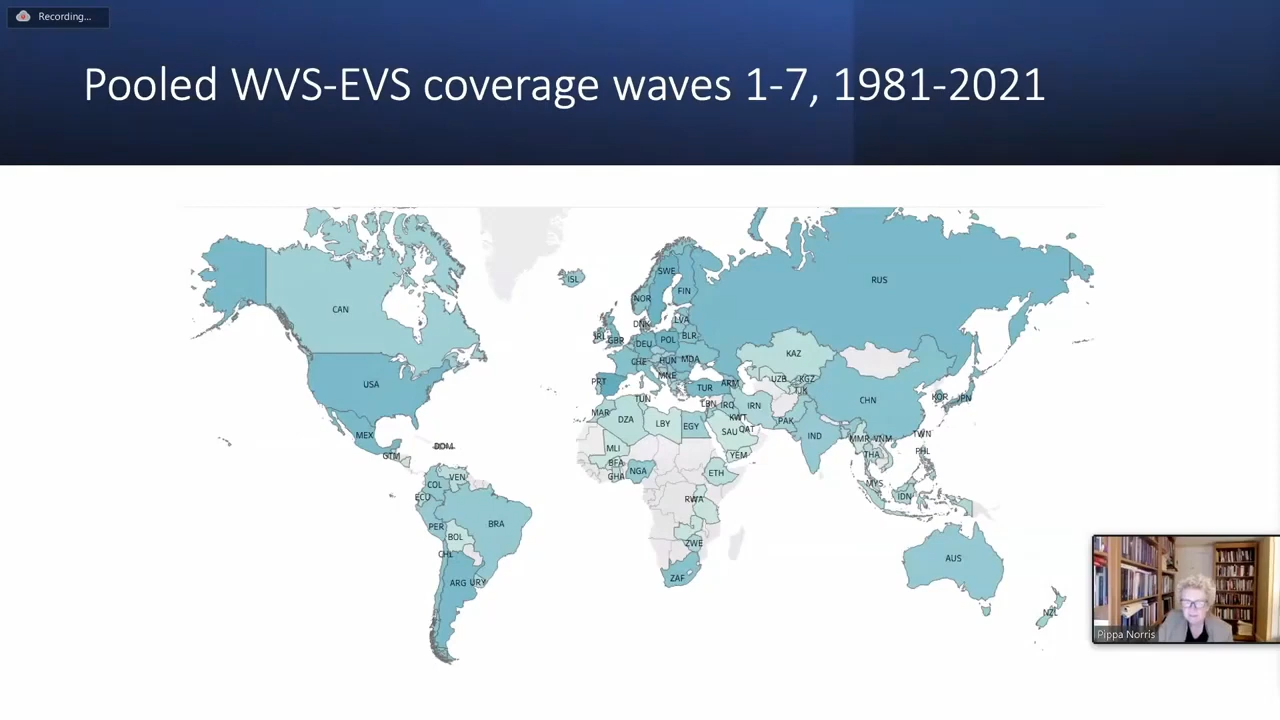 Recording...
Pooled WVS-EVS coverage waves 1-7, 1981-2021
ISL
SWE
RUS
FIN
NOR
CAN
LVA
DNK
IRL
GBR
POL
BLR
DEU
KAZ
CHE
HUN
MDA
MNE
USA
PRT
TUR
ARM
UZB
KGZ
TJK
TUN
LBN
IRQ
IRN
CHN
KOR
JPN
MAR
DZA
LBY
EGY
KWT
PAK
SAU
QAT
MEX
IND
MMR
VNM
TWN
DOM
GTM
MLI
YEM
THA
PHL
BFA
GHA
NGA
ETH
COL
VEN
MYS
ECU
RWA
IDN
PER
BRA
BOL
ZWE
CHL
AUS
ARG
URY
ZAF
NZL
Pippa Norris